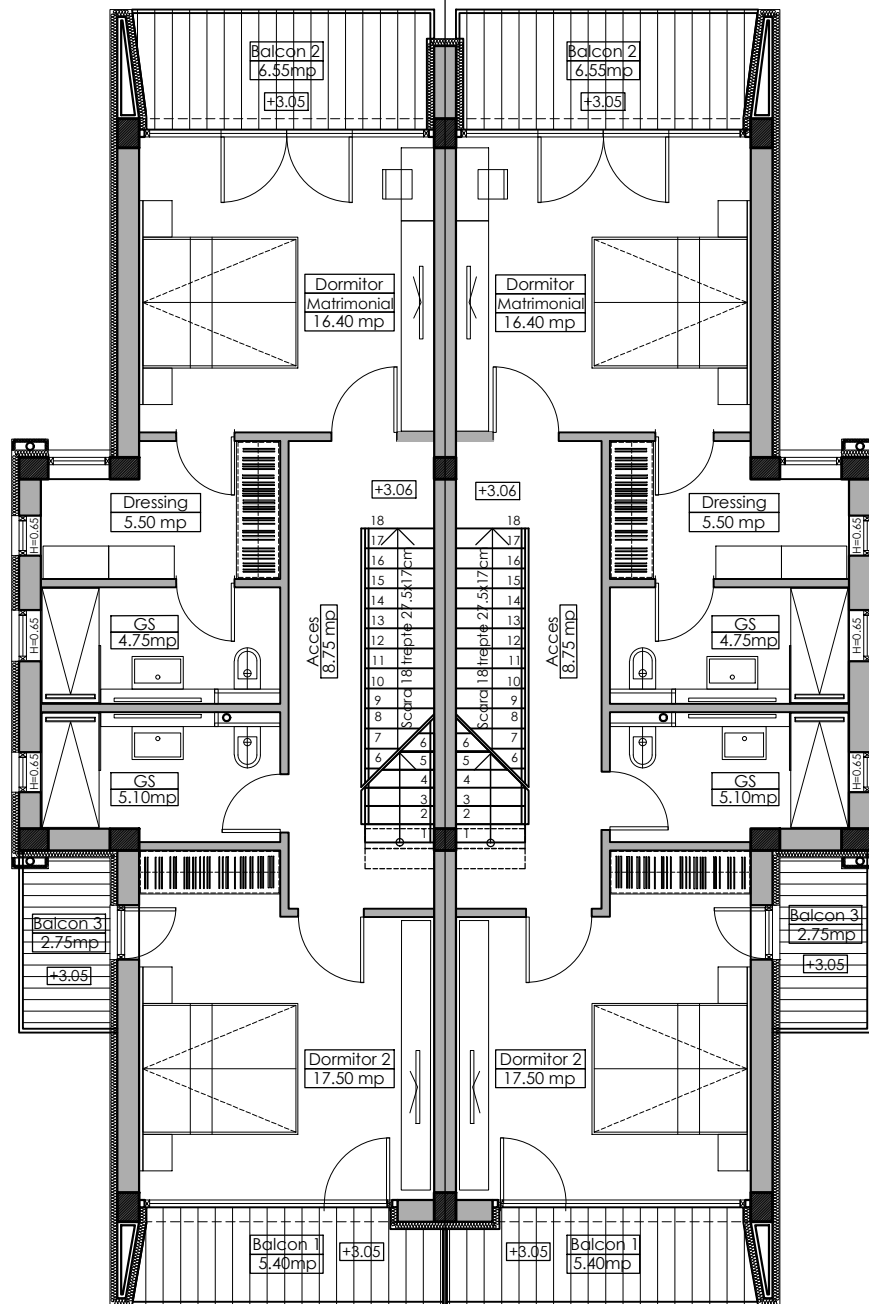 Balcon 2
6.55mp
+3.05
Balcon 2
6.55mp
+3.05
Dormitor
Matrimonial
16.40 mp
Dormitor
Matrimonial
16.40 mp
Dressing
5.50 mp
H=0.65
+3.06
+3.06
Dressing
5.50 mp
H=0.65
GS
4.75mp
H=0.65
Acces
8.75 mp
18
17
16
15
14
13
12
11
10
9
8
7
6
6
5
4
3
2
1
Scara 18 trepte 27.5x17cm
Scara 18 trepte 27.5x17cm
18
17
16
15
14
13
12
11
10
9
8
7
6
6
5
4
3
2
1
Acces
8.75 mp
GS
4.75mp
H=0.65
GS
5.10mp
H=0.65
GS
5.10mp
H=0.65
Balcon 3
2.75mp
+3.05
Balcon 3
2.75mp
+3.05
Dormitor 2
17.50 mp
Dormitor 2
17.50 mp
Balcon 1
5.40mp
+3.05
+3.05
Balcon 1
5.40mp